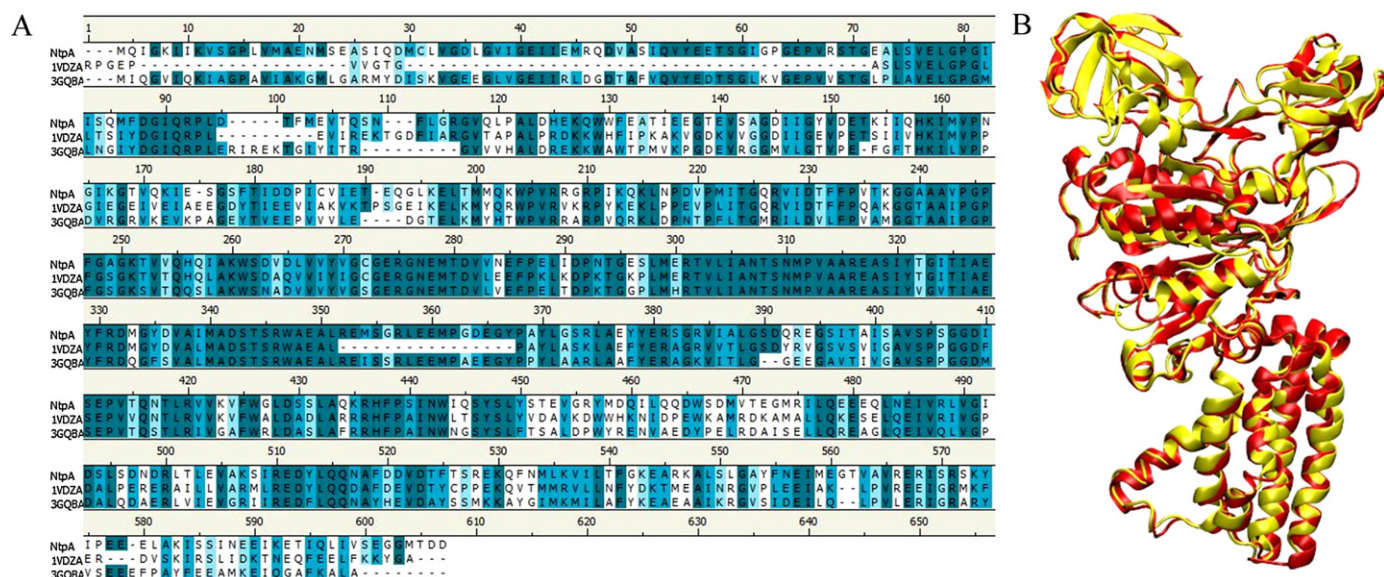 A
1 10 20 30 40 50 60 70 80
NtpA ---MQIGKIIKVSGPLVMAENMSEASIQDMCLVGDLGVIGEIIEMRQDVASIQVYEETSGIGPGEPVRSTGEALSVELGPGI
1VDZA RPGEP-------------------VVGTG------------------------------------------ASLSVELGPGL
3GQBA ---MIQGVIQKIAGPAVIAKGMLGARMYDISKVGEEGLVGEIIRLDGDTAFVQVYEDTSGLKVGEPVVSTGLPLAVELGPGM
90 100 110 120 130 140 150 160
NtpA ISQMFDGIQRPLD-----TFMEVTQSN---FLGRGVQLPALDHEKQWWFEATIEEGTEVSAGDIIGYVDETKIIQHKIMVPN
1VDZA LTSIYDGIQRPLE-----VIREKTGDFIARGVTAPALPRDKKWHFIPKAKVGDKVVGGDIIGEVPETSIIVHKIMVPP
3GQBA LNGIYDGIQRPLERIREKTGIYITR---------GVVVHALDREKKWAWTPMVKPGDEVRGGMVLGTVPE-FGFTHKILVPP
170 180 190 200 210 220 230 240
NtpA GIKGTVQKIE-SGSFTIDDPICVIET-EQGLKELTMMQKWPVRRGRPIKQKLNPDVPMITGQRVIDTFFPVTKGGAAAVPGP
1VDZA GIEGEIVEIAEEGDYTIEEVIAKVKTPSGEIKELKMYQRWPVRVKRPYKEKLPPEVPLITGQRVIDTFFPQAKGGTAAIPGP
3GQBA DVRGRVKEVKPAGEYTVEEPVVVLE----DGTELKMYHTWPVRRARPVQRKLDPNTPFLTGMRILDVLFPVAMGGTAAIPGP
250 260 270 280 290 300 310 320
NtpA FGAGKTVVQHQIAKWSDVDLVVYIGCGERGNEMTDVVNEFPELIDPNTGESLMERTVLIANTSNMPVAAREASIYTGITIAE
1VDZA FGSGKTVTQHQLAKWSDAQVVIYIGCGERGNEMTDVLEEFPKLKDPKTGKPLMERTVLIANTSNMPVAAREASIYTGITIAE
3GQBA FGSGKSVTQQSLAKWSNADVVVYVGSGERGNEMTDVLVEFPELTDPKTGGPLMHRTVLIANTSNMPVAAREASIYVGVTIAE
330 340 350 360 370 380 390 400 410
NtpA YFRDMGYDVAIMADSTSRWAEALREMSGRLEEMPGDEGYPAYLGSRLAEYYERSGRVIALGSDQREGSITAISAVSPSGGDI
1VDZA YFRDMGYDVALMADSTSRWAEAL----------------PPYLASKLAEFYERAGRVVTLGSDYRVGSVSVIGAVSPPGGDF
3GQBA YFRDQGFSVALMADSTSRWAEALREISSRLEEMPAEEGYPPYLAARLAAFYERAGKVITLG--GEEGAVTIVGAVSPPGGDM
420 430 440 450 460 470 480 490
NtpA SEPVTQNTLRVVKVFWGLDSSLAQKRHFPSINWIQSYSLYSTEVGRYMDQILQQDWSDMVTEGMRILQEEEQLNEIVRLVGI
1VDZA SEPVVQNTLRVVKVFWALDADLARRRHFPAINWLTSYSLYVDAVKDWWHKNIDPEWKAMRDKAMALLQKESELQEIVRIVGP
3GQBA SEPVTQSTLRIVGAFWRLDASLAFRRHFPAINWNGSYSLFTSALDPWYRENVAEDYPELRDAISELLQREAGLQEIVQLVGP
500 510 520 530 540 550 560 570
NtpA DSLSDNDRLTLEVAKSIREDYLQQNAFDDVDTFTSREKQFNMLKVILTFGKEARKALSLGAYFNEIMEGTVAVRERISRSKY
1VDZA DALPERERAILLVARMLREDYLQQDAFDEVDTYCPPEKQVTMMRVLLNFYDKTMEAINRGVPLEEIAK--LPVREEIGRMKF
3GQBA DALQDAERLVIEVGRIIREDYLQQNAYHEVDAYSSMKKAYGIMKMILAFYKEAEAAIKRGVSIDEILQ--LPVLERIGRARY
580 590 600 610 620 630 640 650
NtpA IPEE-ELAKISSINEEIKETIQLIVSEGGMTDD
1VDZA ER---DVSKIRSLIDKTNEQFEELFKKYGA---
3GQBA VSEEEFPAYFEEAMKEIQGAFKALA--------
B